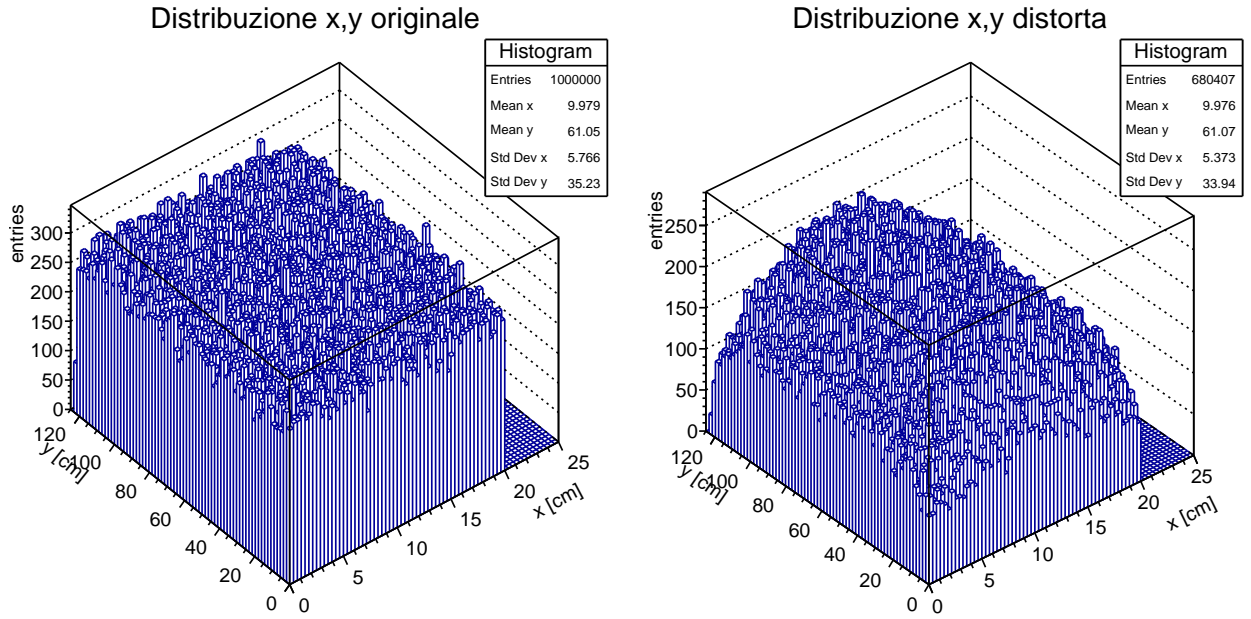 Distribuzione x,y originale
Histogram
Entries 1000000
Mean x 9.979
Mean y 61.05
Std Dev x 5.766
Std Dev y 35.23
entries
300
250
200
150
100
50
0
120
100
80
60
40
20
0
y [cm]
0
5
10
15
20
25
x [cm]
Distribuzione x,y distorta
Histogram
Entries 680407
Mean x 9.976
Mean y 61.07
Std Dev x 5.373
Std Dev y 33.94
entries
250
200
150
100
50
0
120
100
80
60
40
20
0
y [cm]
0
5
10
15
20
25
x [cm]